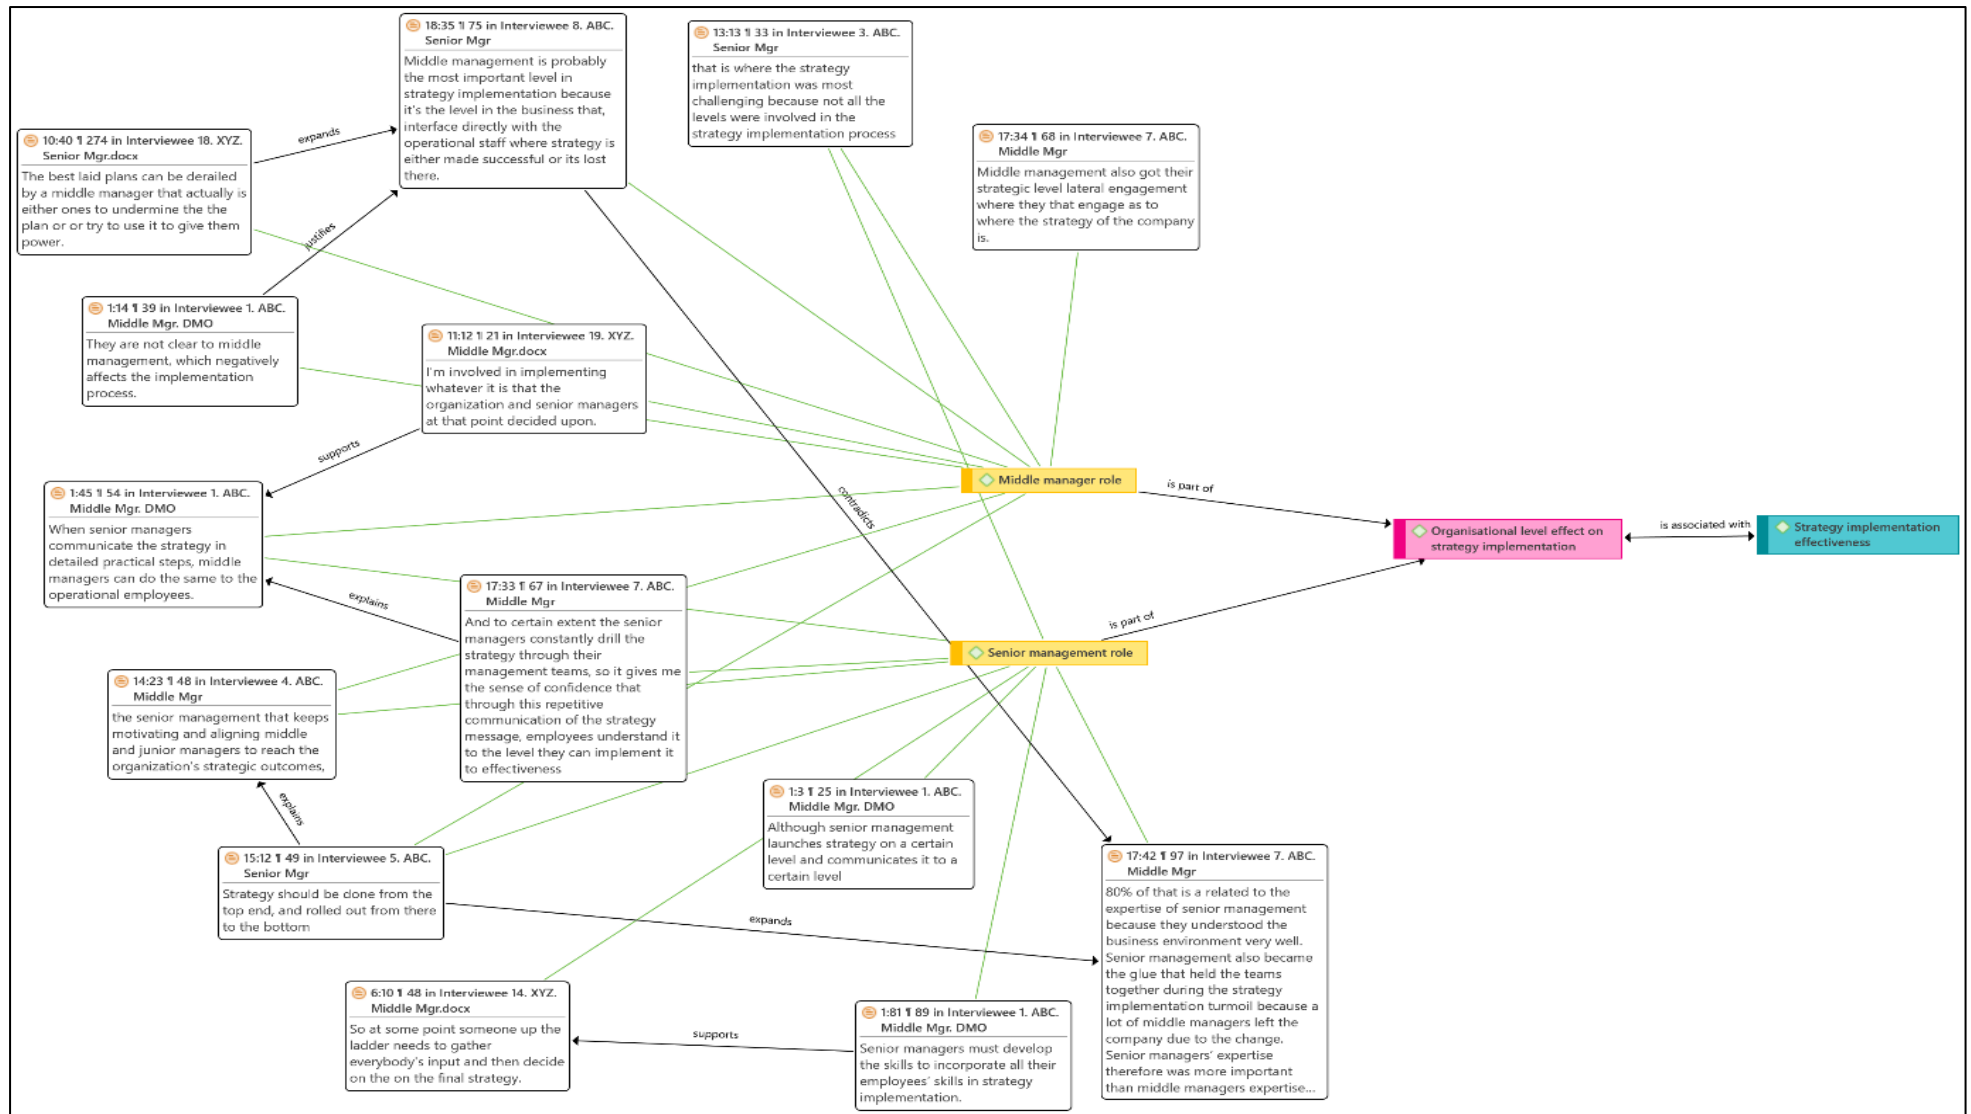 18:35 ¶ 75 in Interviewee 8. ABC.
Senior Mgr
Middle management is probably
the most important level in
strategy implementation because
it's the level in the business that,
interface directly with the
operational staff where strategy is
either made successful or its lost
there.
13:13 ¶ 33 in Interviewee 3. ABC.
Senior Mgr
that is where the strategy
implementation was most
challenging because not all the
levels were involved in the
strategy implementation process
17:34 ¶ 68 in Interviewee 7. ABC.
Middle Mgr
Middle management also got their
strategic level lateral engagement
where they that engage as to
where the strategy of the company
is.
10:40 ¶ 274 in Interviewee 18. XYZ.
Senior Mgr.docx
The best laid plans can be derailed
by a middle manager that actually is
either ones to undermine the the
plan or or try to use it to give them
power.
expands
justifies
1:14 ¶ 39 in Interviewee 1. ABC.
Middle Mgr. DMO
They are not clear to middle
management, which negatively
affects the implementation
process.
11:12 ¶ 21 in Interviewee 19. XYZ.
Middle Mgr.docx
I'm involved in implementing
whatever it is that the
organization and senior managers
at that point decided upon.
supports
contradicts
1:45 ¶ 54 in Interviewee 1. ABC.
Middle Mgr. DMO
When senior managers
communicate the strategy in
detailed practical steps, middle
managers can do the same to the
operational employees.
Middle manager role
is part of
Organisational level effect on
strategy implementation
is associated with
Strategy implementation
effectiveness
explains
17:33 ¶ 67 in Interviewee 7. ABC.
Middle Mgr
And to certain extent the senior
managers constantly drill the
strategy through their
management teams, so it gives me
the sense of confidence that
through this repetitive
communication of the strategy
message, employees understand it
to the level they can implement it
to effectiveness
Senior management role
is part of
14:23 ¶ 48 in Interviewee 4. ABC.
Middle Mgr
the senior management that keeps
motivating and aligning middle
and junior managers to reach the
organization's strategic outcomes,
explains
15:12 ¶ 49 in Interviewee 5. ABC.
Senior Mgr
Strategy should be done from the
top end, and rolled out from there
to the bottom
1:3 ¶ 25 in Interviewee 1. ABC.
Middle Mgr. DMO
Although senior management
launches strategy on a certain
level and communicates it to a
certain level
expands
17:42 ¶ 97 in Interviewee 7. ABC.
Middle Mgr
80% of that is a related to the
expertise of senior management
because they understood the
business environment very well.
Senior management also became
the glue that held the teams
together during the strategy
implementation turmoil because a
lot of middle managers left the
company due to the change.
Senior managers' expertise
therefore was more important
than middle managers expertise...
6:10 ¶ 48 in Interviewee 14. XYZ.
Middle Mgr.docx
So at some point someone up the
ladder needs to gather
everybody's input and then decide
on the on the final strategy.
supports
1:81 ¶ 89 in Interviewee 1. ABC.
Middle Mgr. DMO
Senior managers must develop
the skills to incorporate all their
employees' skills in strategy
implementation.